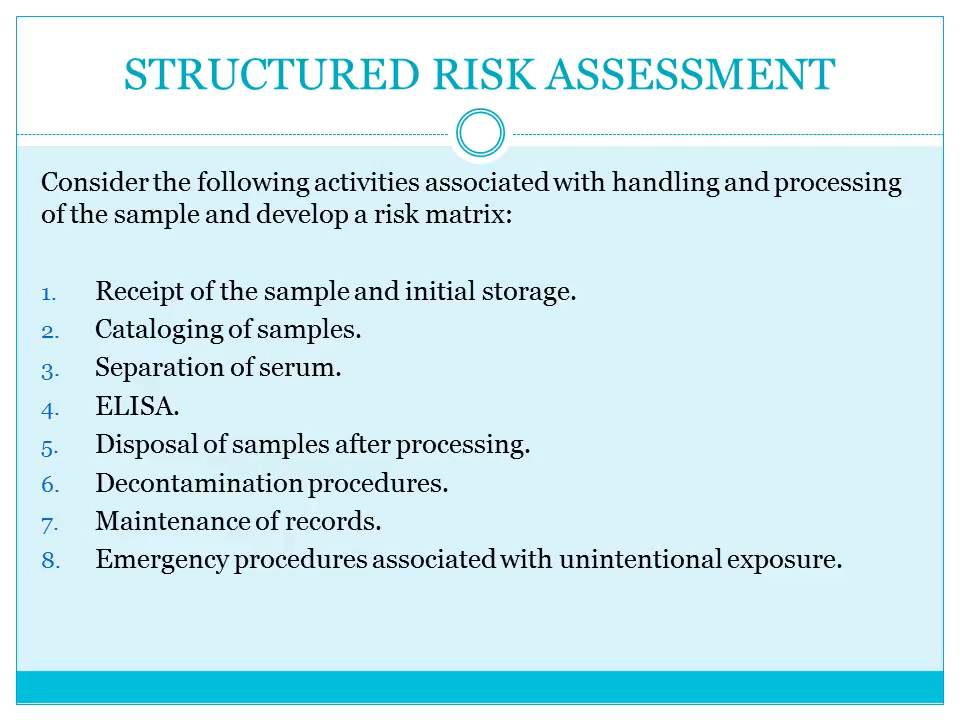 STRUCTURED RISK ASSESSMENT
Consider the following activities associated with handling and processing
of the sample and develop a risk matrix:
1. Receipt of the sample and initial storage.
2. Cataloging of samples.
3. Separation of serum.
4. ELISA.
5. Disposal of samples after processing.
6. Decontamination procedures.
7. Maintenance of records.
8. Emergency procedures associated with unintentional exposure.